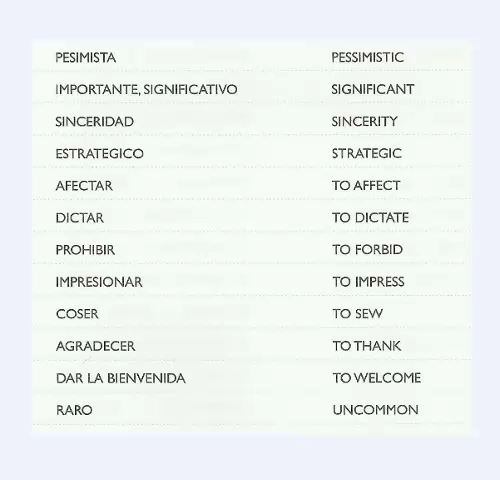 PESIMISTA PESSIMISTIC
IMPORTANTE, SIGNIFICATIVO SIGNIFICANT
SINCERIDAD SINCERITY
ESTRATEGICO STRATEGIC
AFECTAR TO AFFECT
DICTAR TO DICTATE
PROHIBIR TO FORBID
IMPRESIONAR TO IMPRESS
COSER TO SEW
AGRADECER TO THANK
DAR LA BIENVENIDA TO WELCOME
RARO UNCOMMON